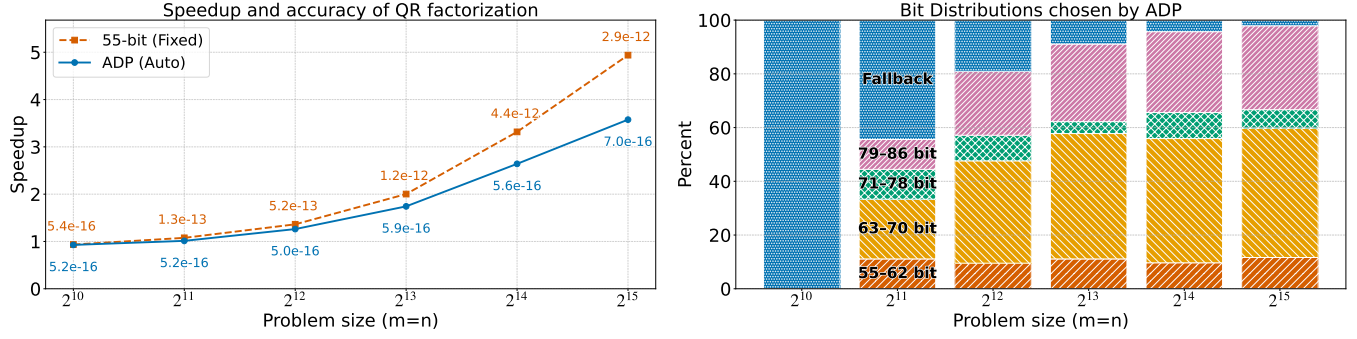 Speedup and accuracy of QR factorization
55-bit (Fixed)
ADP (Auto)
Speedup
5
4
3
2
1
0
5.4e-16
1.3e-13
5.2e-13
1.2e-12
4.4e-12
2.9e-12
5.2e-16
5.2e-16
5.0e-16
5.9e-16
5.6e-16
7.0e-16
2^10 2^11 2^12 2^13 2^14 2^15
Problem size (m=n)
Bit Distributions chosen by ADP
Percent
100
80
60
40
20
0
Fallback
79–86 bit
71–78 bit
63–70 bit
55–62 bit
2^10 2^11 2^12 2^13 2^14 2^15
Problem size (m=n)